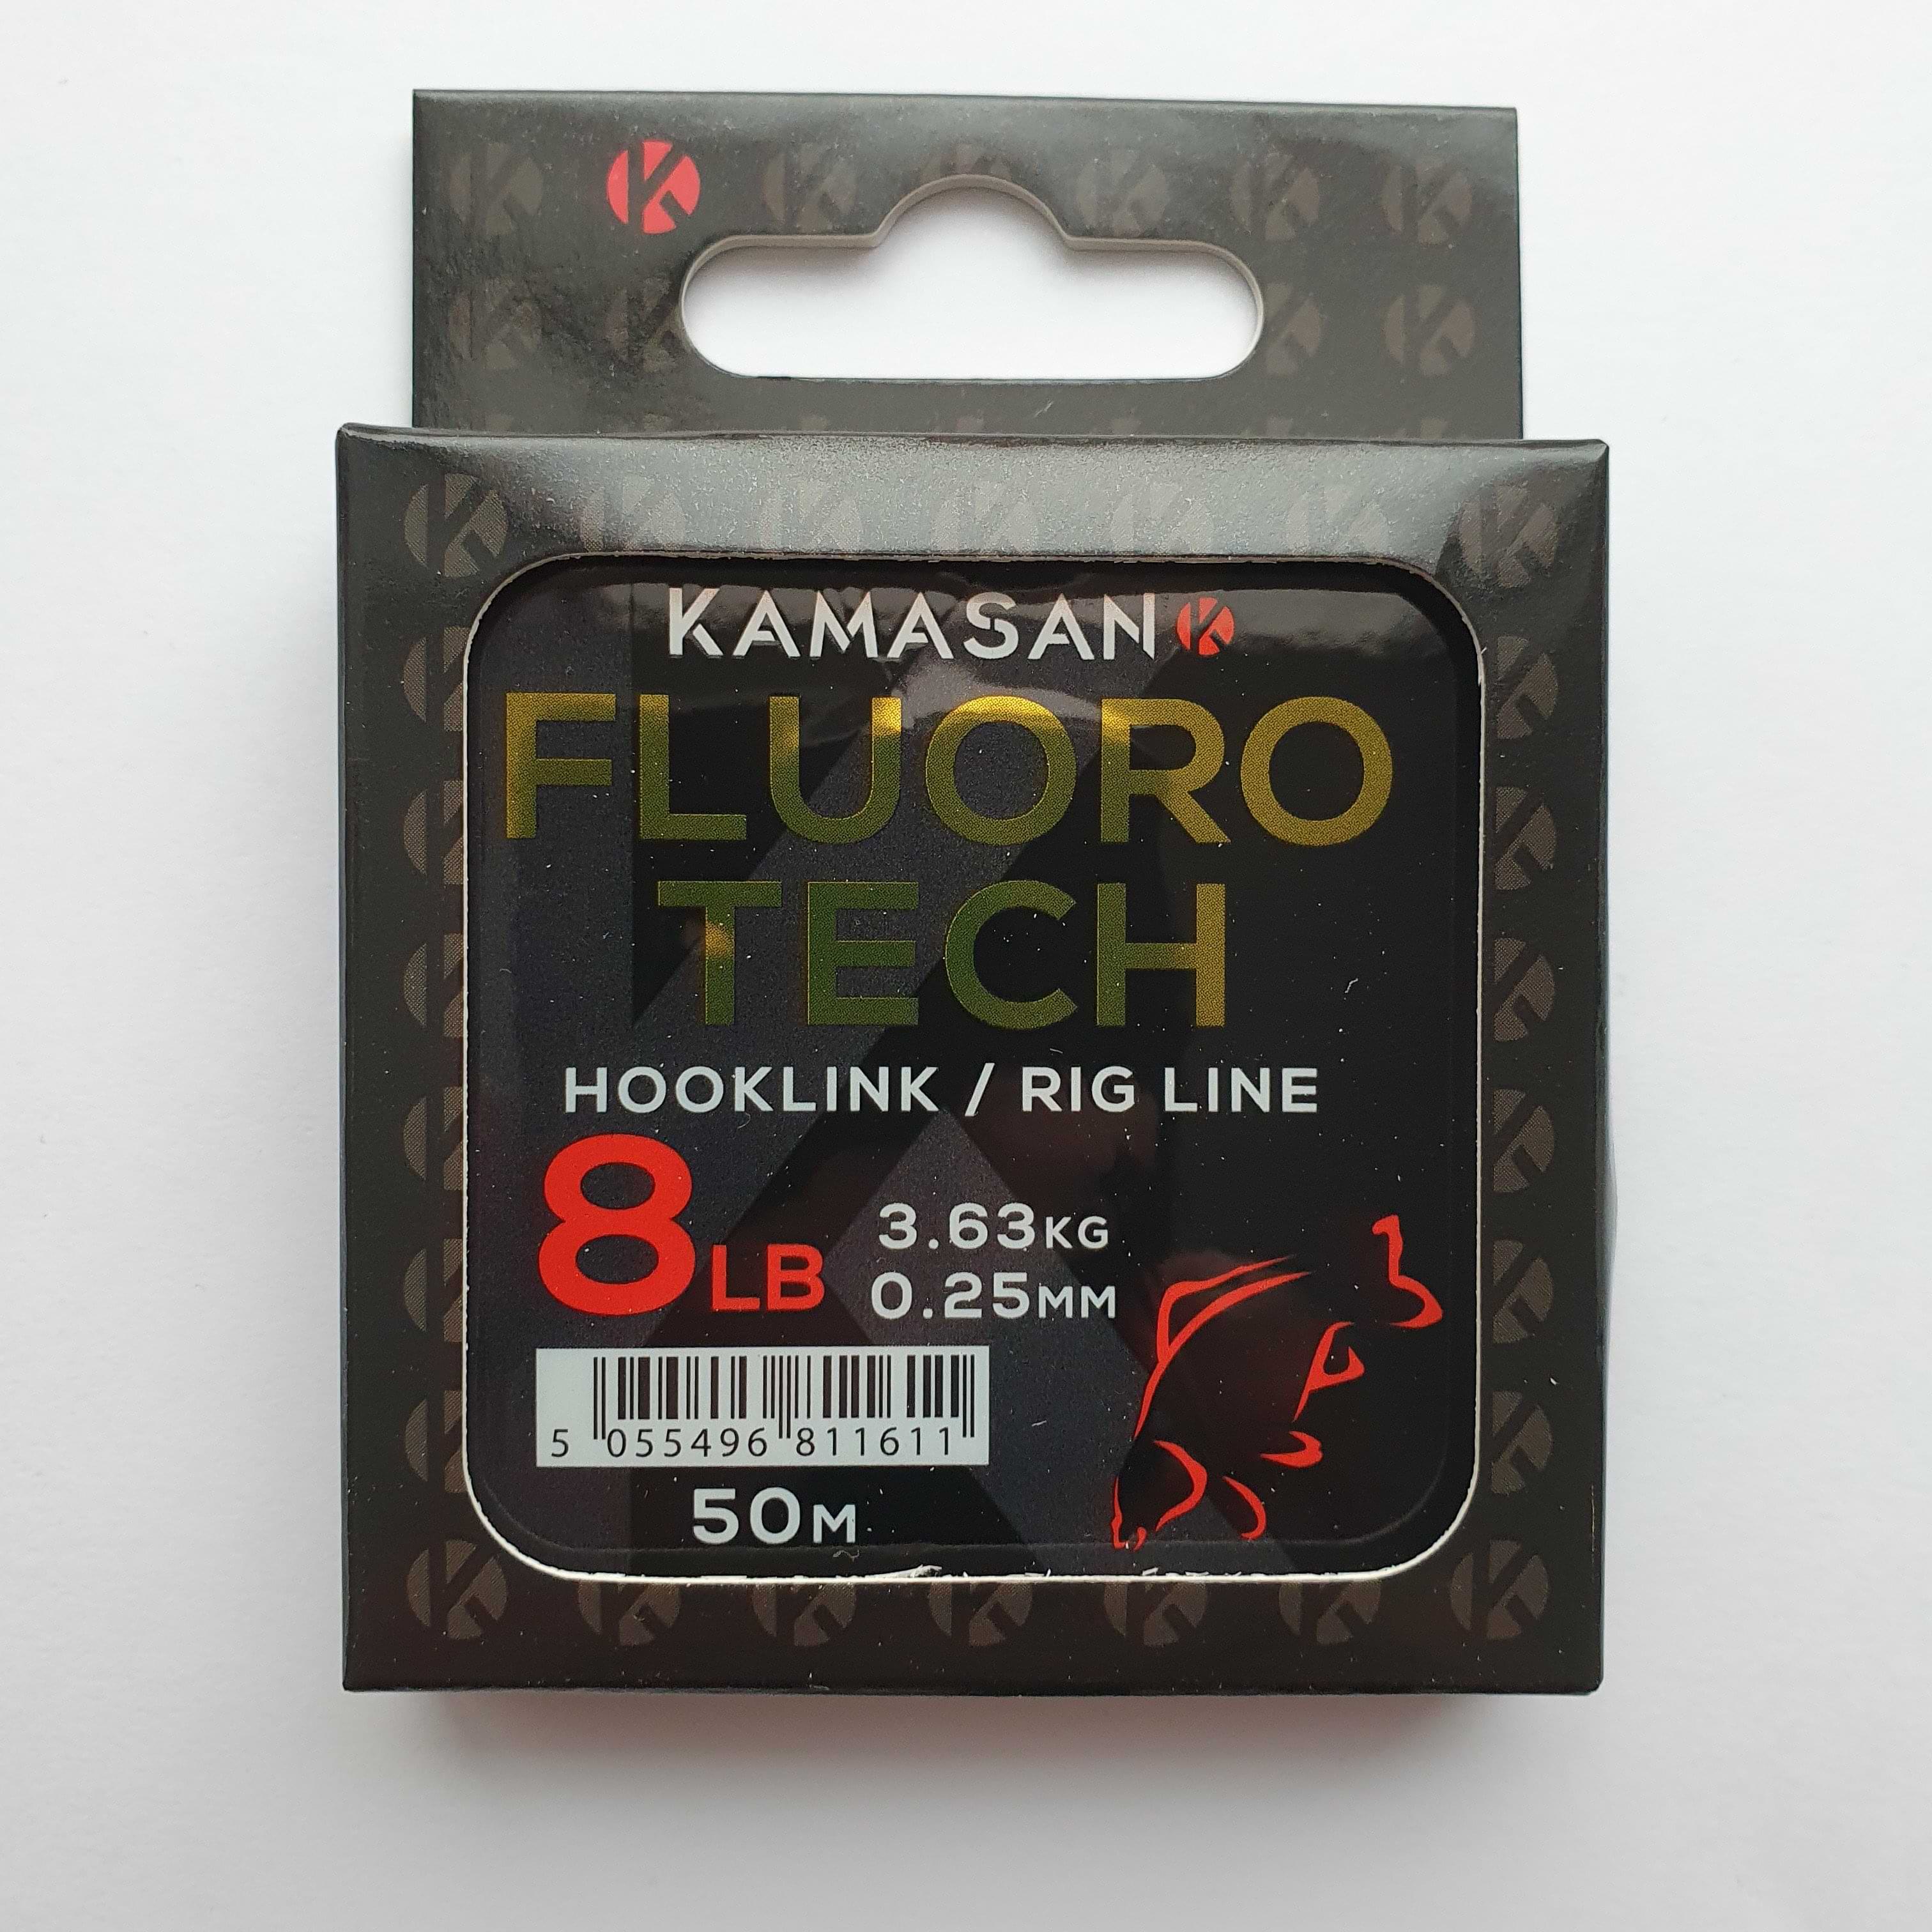 KAMASAN
FLUORO
TECH
HOOKLINK / RIG LINE
8LB
3.63KG
0.25MM
5 055496 811611
50M